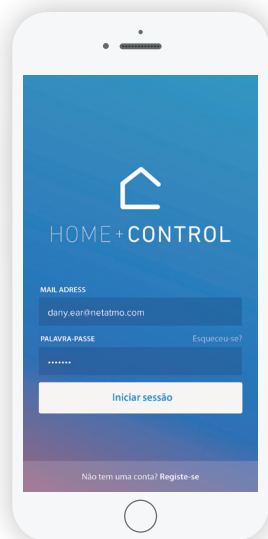 HOME + CONTROL
MAIL ADRESS
dany.ear@netatmo.com
PALAVRA-PASSE Esqueceu-se?
•••••••
Iniciar sessão
Não tem uma conta? Registe-se